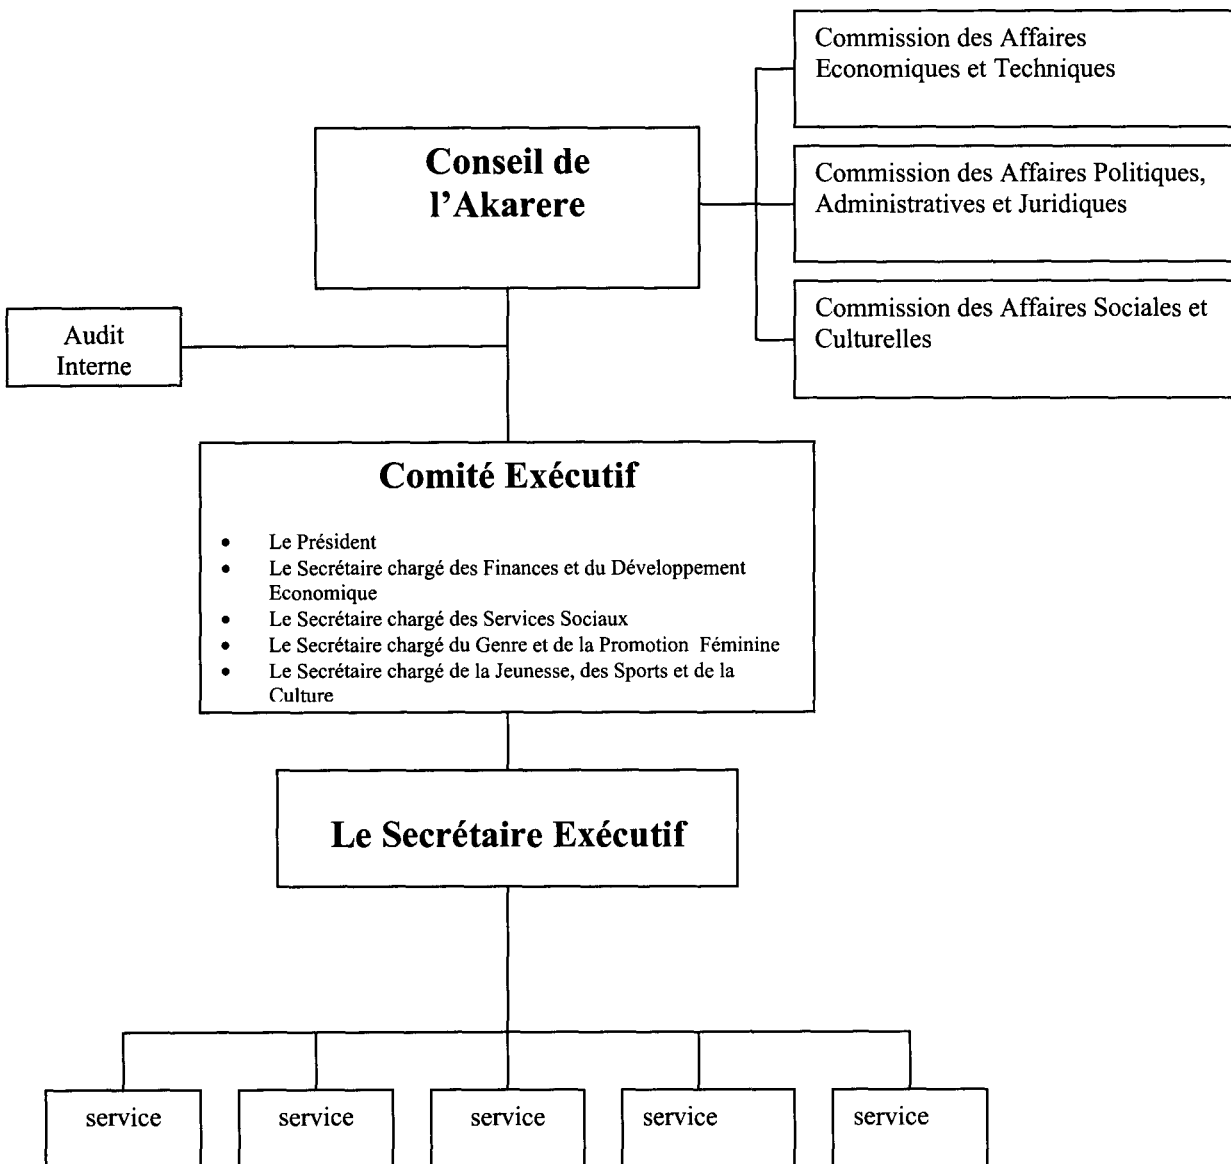 Commission des Affaires
Economiques et Techniques
Conseil de
l'Akarere
Commission des Affaires Politiques,
Administratives et Juridiques
Commission des Affaires Sociales et
Culturelles
Audit
Interne
Comité Exécutif
• Le Président
• Le Secrétaire chargé des Finances et du Développement
Economique
• Le Secrétaire chargé des Services Sociaux
• Le Secrétaire chargé du Genre et de la Promotion Féminine
• Le Secrétaire chargé de la Jeunesse, des Sports et de la
Culture
Le Secrétaire Exécutif
service
service
service
service
service